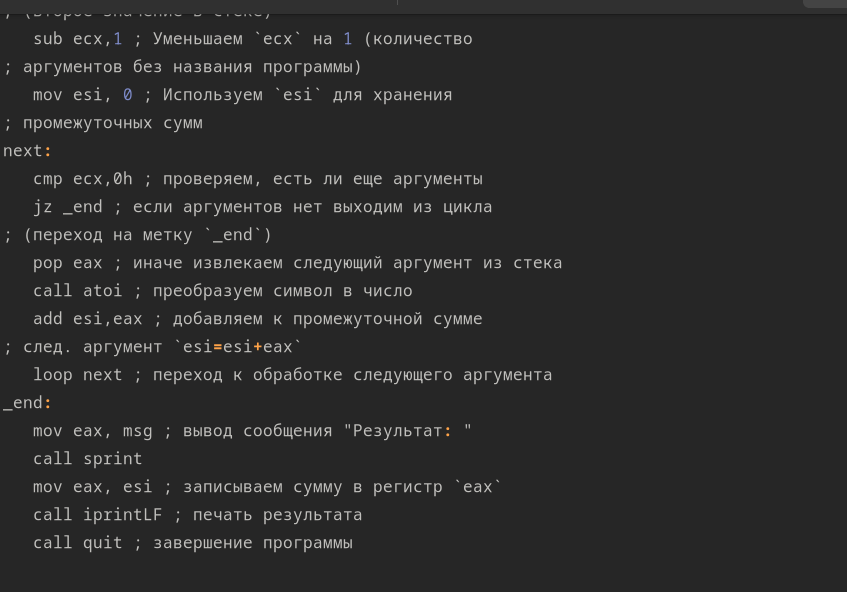 ; (второе значение в стеке)
sub ecx,1 ; Уменьшаем `ecx` на 1 (количество
; аргументов без названия программы)
mov esi, 0 ; Используем `esi` для хранения
; промежуточных сумм
next:
cmp ecx,0h ; проверяем, есть ли еще аргументы
jz _end ; если аргументов нет выходим из цикла
; (переход на метку `_end`)
pop eax ; иначе извлекаем следующий аргумент из стека
call atoi ; преобразуем символ в число
add esi,eax ; добавляем к промежуточной сумме
; след. аргумент `esi=esi+eax`
loop next ; переход к обработке следующего аргумента
_end:
mov eax, msg ; вывод сообщения "Результат: "
call sprint
mov eax, esi ; записываем сумму в регистр `eax`
call iprintLF ; печать результата
call quit ; завершение программы